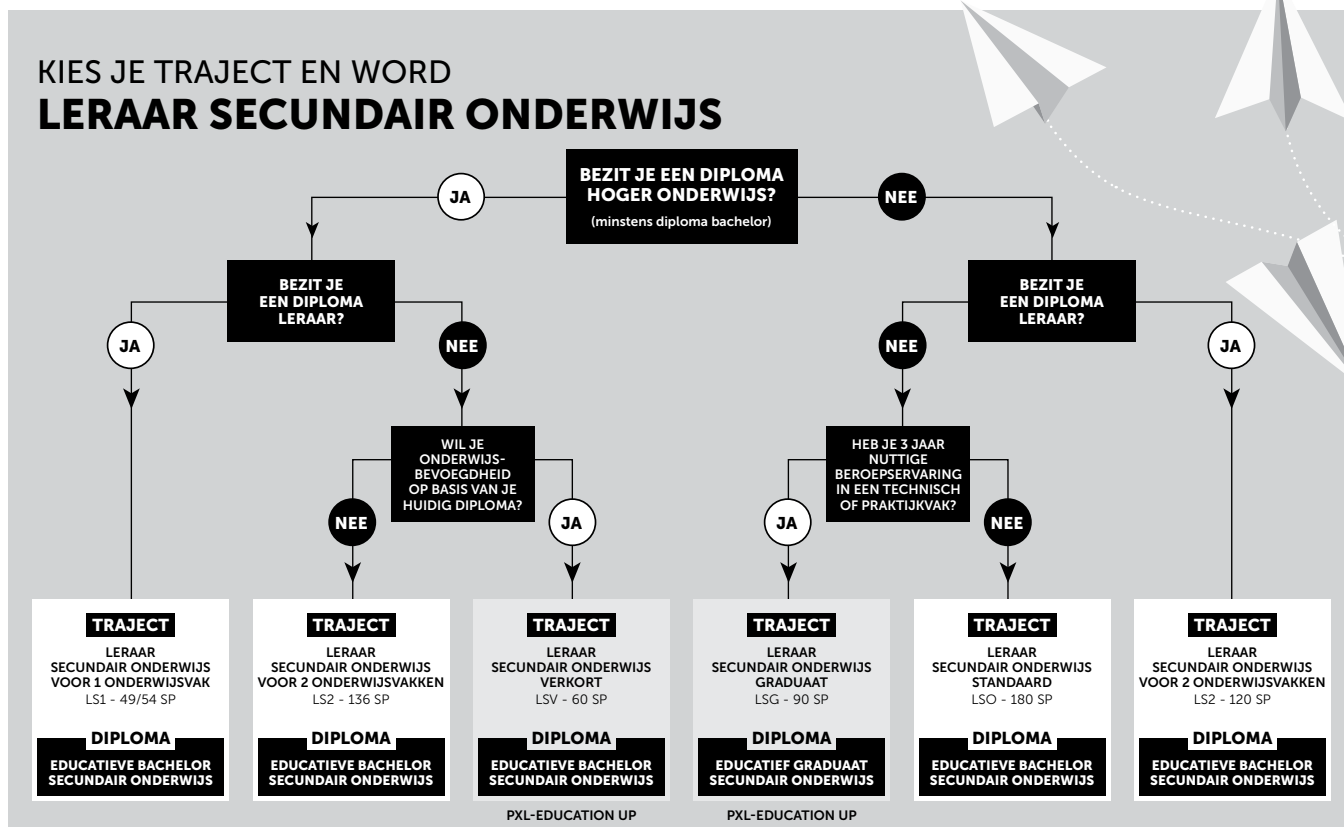 KIES JE TRAJECT EN WORD
LERAAR SECUNDAIR ONDERWIJS
BEZIT JE EEN DIPLOMA
HOGER ONDERWIJS?
(minstens diploma bachelor)
JA
NEE
BEZIT JE
EEN DIPLOMA
LERAAR?
BEZIT JE
EEN DIPLOMA
LERAAR?
JA
NEE
NEE
JA
WIL JE
ONDERWIJS-
BEVOEGDHEID
OP BASIS VAN JE
HUIDIG DIPLOMA?
HEB JE 3 JAAR
NUTTIGE
BEROEPSERVARING
IN EEN TECHNISCH
OF PRAKTIJKVAK?
NEE
JA
JA
NEE
TRAJECT
LERAAR
SECUNDAIR ONDERWIJS
VOOR 1 ONDERWIJSVAK
LS1 - 49/54 SP
DIPLOMA
EDUCATIEVE BACHELOR
SECUNDAIR ONDERWIJS
TRAJECT
LERAAR
SECUNDAIR ONDERWIJS
VOOR 2 ONDERWIJSVAKKEN
LS2 - 136 SP
DIPLOMA
EDUCATIEVE BACHELOR
SECUNDAIR ONDERWIJS
TRAJECT
LERAAR
SECUNDAIR ONDERWIJS
VERKORT
LSV - 60 SP
DIPLOMA
EDUCATIEVE BACHELOR
SECUNDAIR ONDERWIJS
PXL-EDUCATION UP
TRAJECT
LERAAR
SECUNDAIR ONDERWIJS
GRADUAAT
LSG - 90 SP
DIPLOMA
EDUCATIEF GRADUAAT
SECUNDAIR ONDERWIJS
PXL-EDUCATION UP
TRAJECT
LERAAR
SECUNDAIR ONDERWIJS
STANDAARD
LSO - 180 SP
DIPLOMA
EDUCATIEVE BACHELOR
SECUNDAIR ONDERWIJS
TRAJECT
LERAAR
SECUNDAIR ONDERWIJS
VOOR 2 ONDERWIJSVAKKEN
LS2 - 120 SP
DIPLOMA
EDUCATIEVE BACHELOR
SECUNDAIR ONDERWIJS